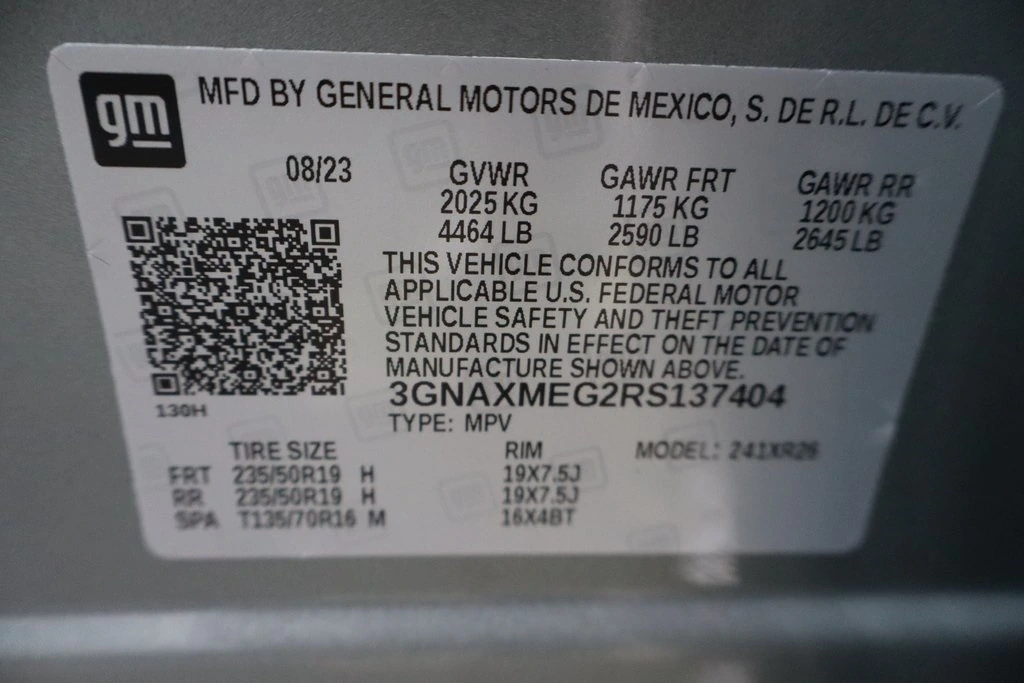 gm
MFD BY GENERAL MOTORS DE MEXICO, S. DE R.L. DE C.V.
08/23 GVWR GAWR FRT GAWR RR
2025 KG 1175 KG 1200 KG
4464 LB 2590 LB 2645 LB
THIS VEHICLE CONFORMS TO ALL
APPLICABLE U.S. FEDERAL MOTOR
VEHICLE SAFETY AND THEFT PREVENTION
STANDARDS IN EFFECT ON THE DATE OF
MANUFACTURE SHOWN ABOVE.
3GNAXMEG2RS137404
130H
TYPE: MPV
TIRE SIZE RIM MODEL: 241XR26
FRT 235/50R19 H 19X7.5J
RR 235/50R19 H 19X7.5J
SPA T135/70R16 M 16X4BT